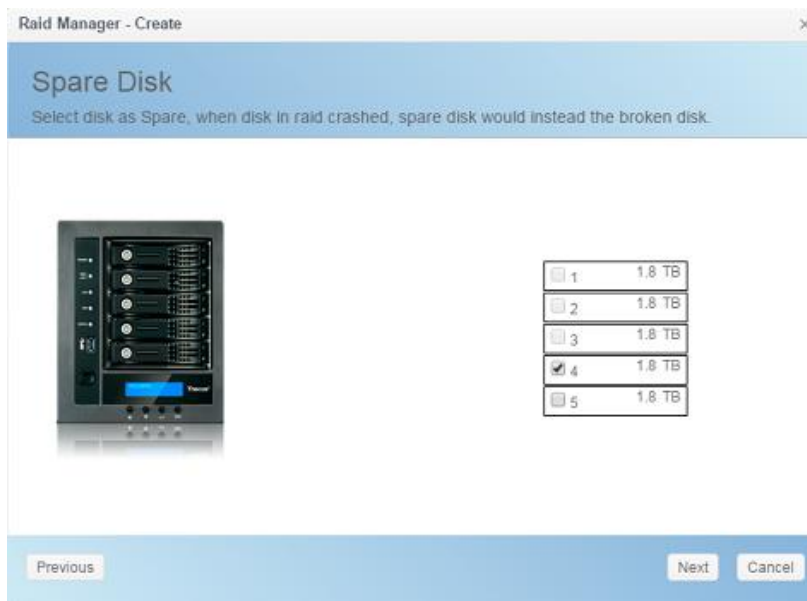 Raid Manager - Create
Spare Disk
Select disk as Spare, when disk in raid crashed, spare disk would instead the broken disk.
1 1.8 TB
2 1.8 TB
3 1.8 TB
4 1.8 TB
5 1.8 TB
Thecus
Previous
Next Cancel